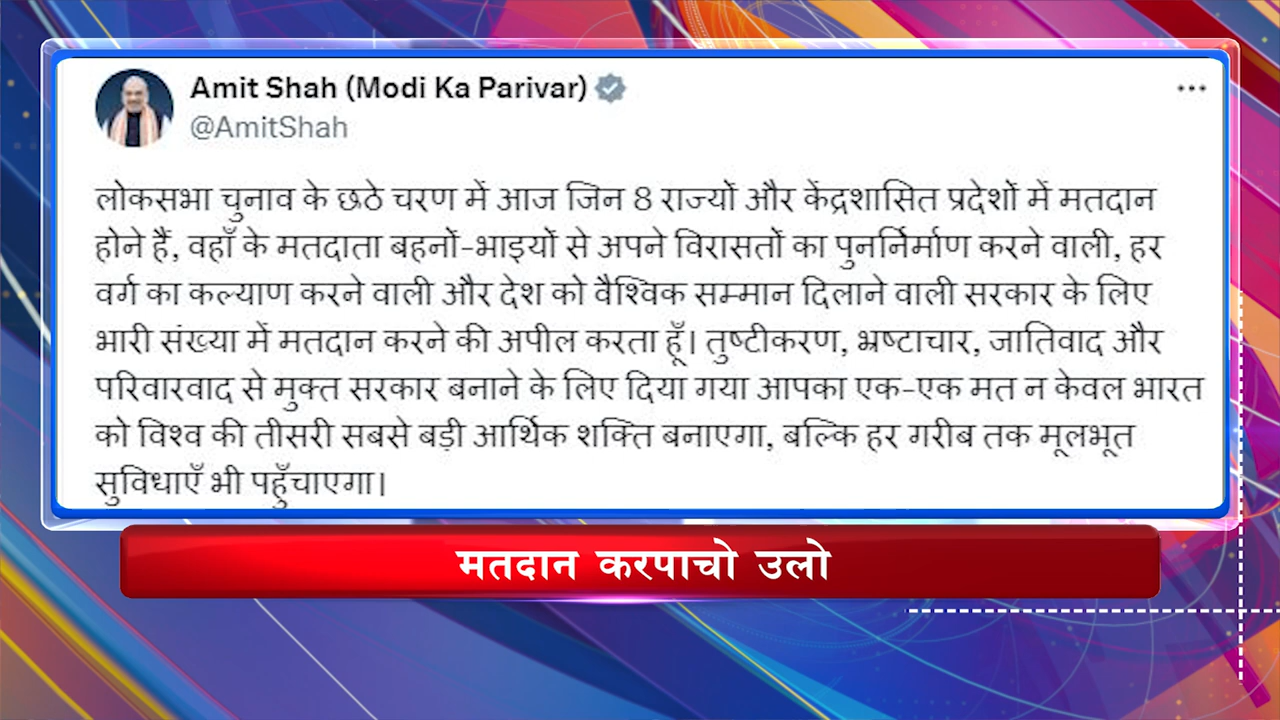 Amit Shah (Modi Ka Parivar)
@AmitShah
लोकसभा चुनाव के छठे चरण में आज जिन 8 राज्यों और केंद्रशासित प्रदेशों में मतदान
होने हैं, वहाँ के मतदाता बहनों-भाइयों से अपने विरासतों का पुनर्निर्माण करने वाली, हर
वर्ग का कल्याण करने वाली और देश को वैश्विक सम्मान दिलाने वाली सरकार के लिए
भारी संख्या में मतदान करने की अपील करता हूँ। तुष्टीकरण, भ्रष्टाचार, जातिवाद और
परिवारवाद से मुक्त सरकार बनाने के लिए दिया गया आपका एक-एक मत न केवल भारत
को विश्व की तीसरी सबसे बड़ी आर्थिक शक्ति बनाएगा, बल्कि हर गरीब तक मूलभूत
सुविधाएँ भी पहुँचाएगा।
मतदान करपाचो उलो